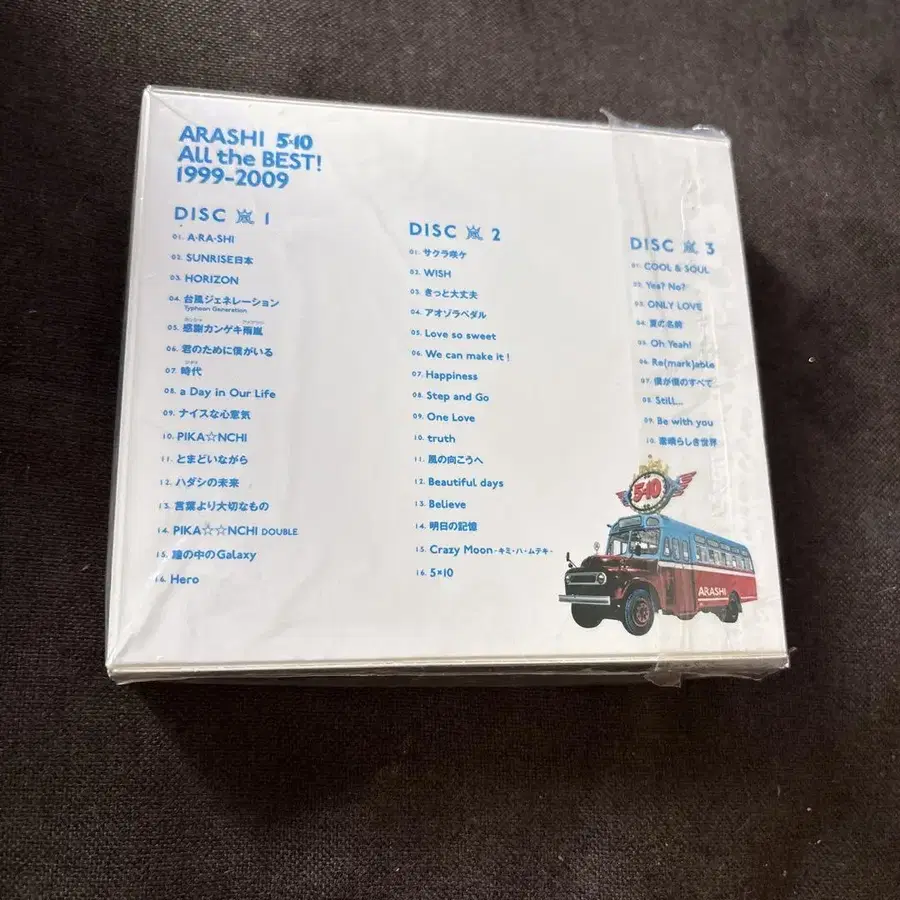 ARASHI 5×10
All the BEST!
1999-2009
DISC 嵐 1
01. A・RA・SHI
02. SUNRISE日本
03. HORIZON
04. 台風ジェネレーション
Typhoon Generation
05. 感謝カンゲキ雨嵐
06. 君のために僕がいる
07. 時代
08. a Day in Our Life
09. ナイスな心意気
10. PIKA☆NCHI
11. とまどいながら
12. ハダシの未来
13. 言葉より大切なもの
14. PIKA☆☆NCHI DOUBLE
15. 瞳の中のGalaxy
16. Hero
DISC 嵐 2
01. サクラ咲ケ
02. WISH
03. きっと大丈夫
04. アオゾラペダル
05. Love so sweet
06. We can make it!
07. Happiness
08. Step and Go
09. One Love
10. truth
11. 風の向こうへ
12. Beautiful days
13. Believe
14. 明日の記憶
15. Crazy Moon～キミ・ハ・ムテキ～
16. 5×10
DISC 嵐 3
01. COOL & SOUL
02. Yes? No?
03. ONLY LOVE
04. 夏の名前
05. Oh Yeah!
06. Re(mark)able
07. 僕が僕のすべて
08. Still...
09. Be with you
10. 素晴らしき世界
5×10
ARASHI